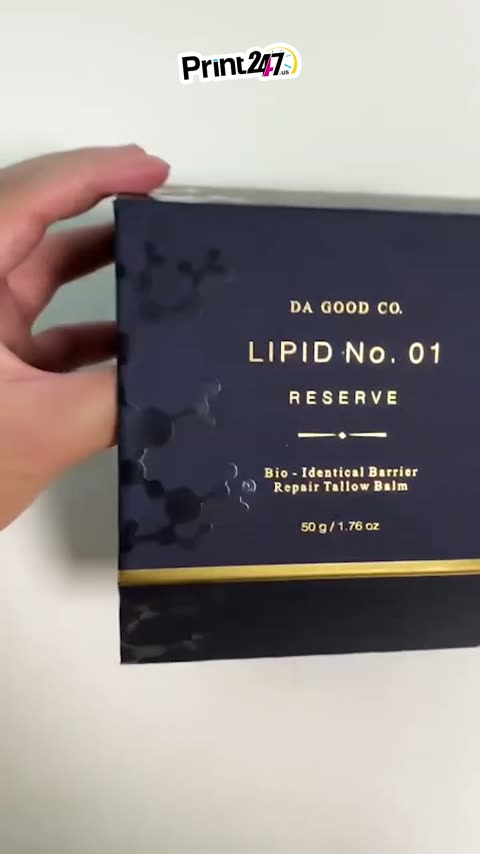 Print247.us
DA GOOD CO.
LIPID No. 01
RESERVE
Bio - Identical Barrier
Repair Tallow Balm
50 g / 1.76 oz